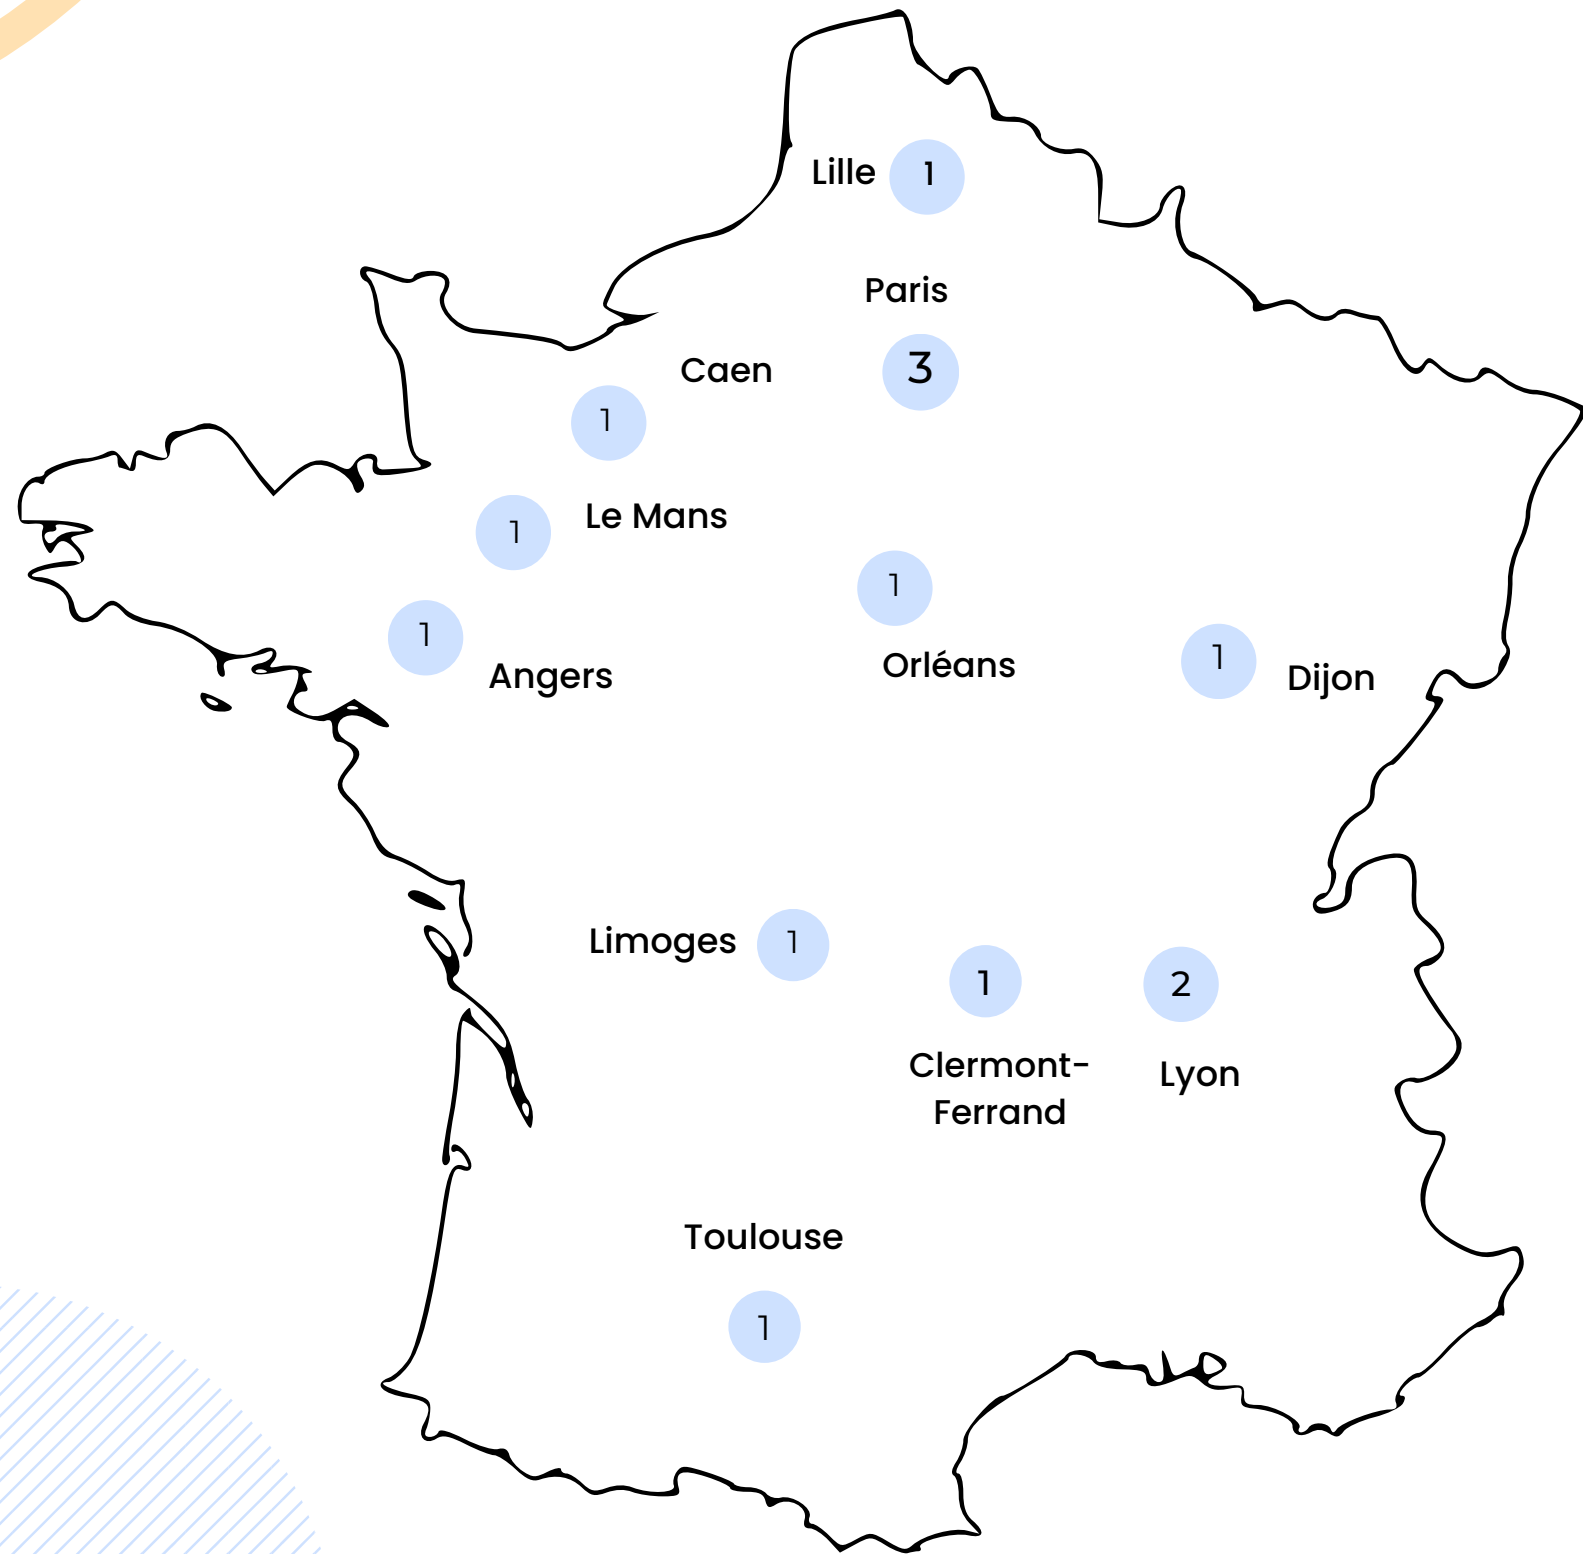 Lille 1
Paris
3
Caen
1
1 Le Mans
1
Angers
1
Orléans
1 Dijon
Limoges 1
1
Clermont-
Ferrand
2
Lyon
Toulouse
1